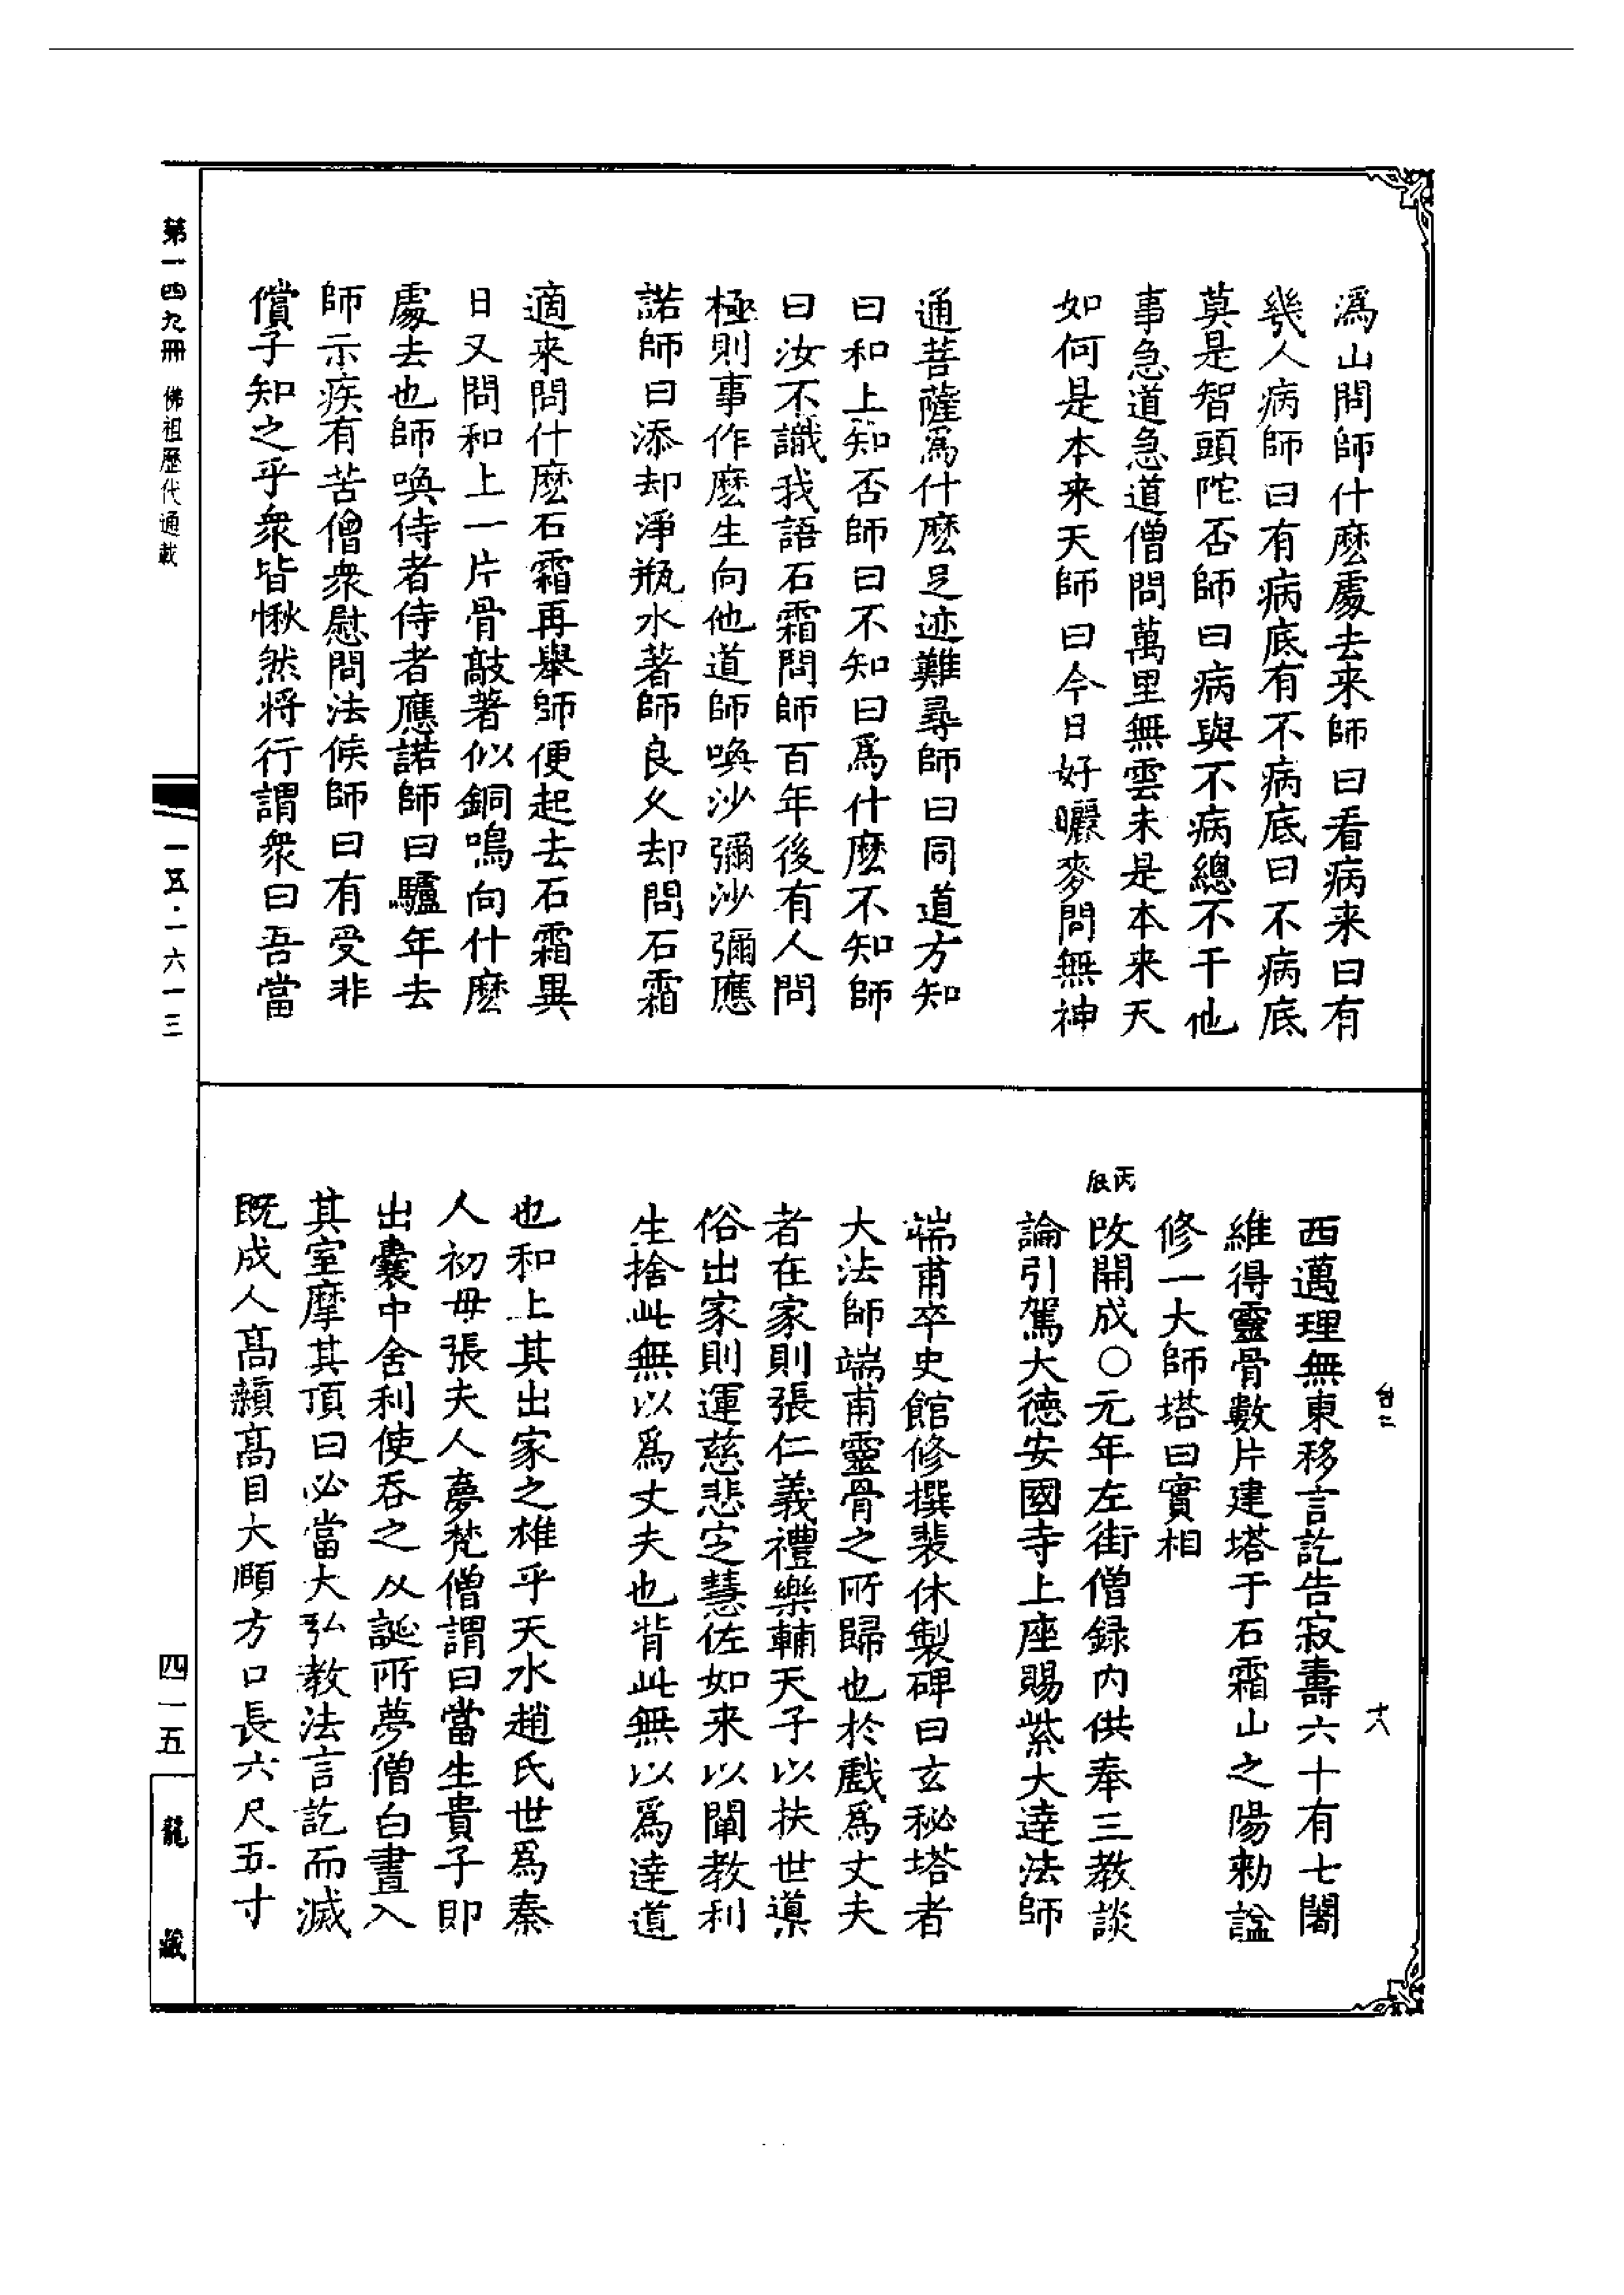 溈山問師什麽處去来師曰看病来曰有
㡬人病師曰有病底有不病底曰不病底
莫是智頭陀否師曰病與不病總不干他
事急道急道僧問萬里無雲未是本来天
如何是本来天師曰今日好曬麥問無神
通菩薩爲什麽足迹難尋師曰同道方知
曰和上知否師曰不知曰爲什麽不知師
曰汝不識我語石霜問師百年後有人問
極則事作麽生向他道師喚沙彌沙彌應
諾師曰添却淨瓶水著師良久却問石霜
適来問什麽石霜再舉師便起去石霜異
日又問和上一片骨敲著似銅鳴向什麽
處去也師喚侍者侍者應諾師曰驢年去
師示疾有苦僧衆慰問法候師曰有受非
償子知之乎衆皆愀然将行謂衆曰吾當
西邁理無東移言訖告寂壽六十有七闍
維得靈骨數片建塔于石霜山之陽勑諡
修一大師塔曰寳相
丙辰
改開成○元年左街僧録内供奉三教談
論引駕大徳安國寺上座賜紫大達法師
端甫卒史館修撰裴休製碑曰玄秘塔者
大法師端甫靈骨之所歸也於戲爲丈夫
者在家則張仁義禮樂輔天子以扶世導
俗出家則運慈悲定慧佐如来以闡教利
生捨此無以爲丈夫也背此無以爲達道
也和上其出家之雄乎天水趙氏世爲秦
人初母張夫人夢梵僧謂曰當生貴子即
出囊中舍利使吞之及誕所夢僧白晝入
其室摩其頂曰必當大弘教法言訖而滅
既成人髙顙髙目大頤方口長六尺五寸
第一四九冊 佛祖歷代通載
一五·一六一三
四一五
龍藏